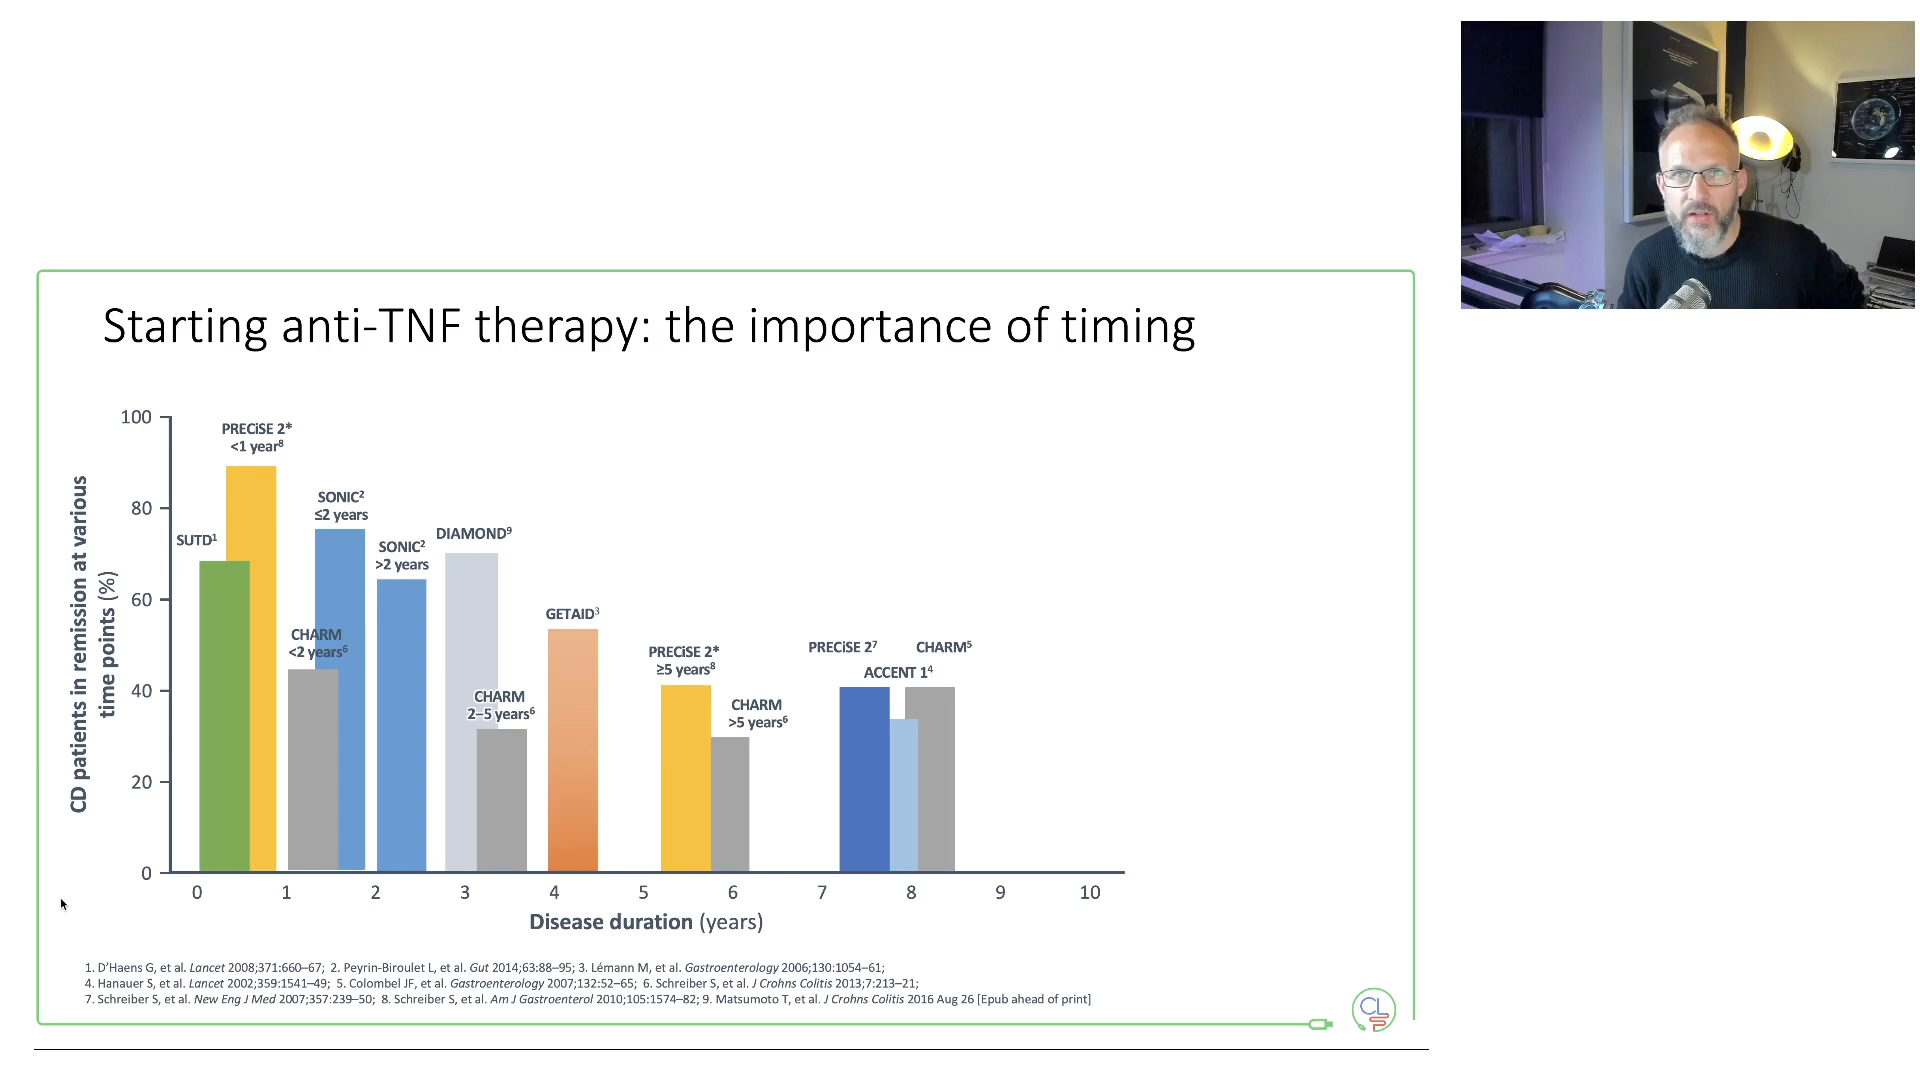 Starting anti-TNF therapy: the importance of timing
CD patients in remission at various
time points (%)
100
80
60
40
20
0
SUTD¹
PRECiSE 2*
<1 year⁸
CHARM
<2 years⁶
SONIC²
≤2 years
SONIC²
>2 years
DIAMOND⁹
CHARM
2–5 years⁶
GETAID³
PRECiSE 2*
≥5 years⁸
CHARM
>5 years⁶
PRECiSE 2⁷
ACCENT 1⁴
CHARM⁵
0 1 2 3 4 5 6 7 8 9 10
Disease duration (years)
1. D'Haens G, et al. Lancet 2008;371:660–67; 2. Peyrin-Biroulet L, et al. Gut 2014;63:88–95; 3. Lémann M, et al. Gastroenterology 2006;130:1054–61;
4. Hanauer S, et al. Lancet 2002;359:1541–49; 5. Colombel JF, et al. Gastroenterology 2007;132:52–65; 6. Schreiber S, et al. J Crohns Colitis 2013;7:213–21;
7. Schreiber S, et al. New Eng J Med 2007;357:239–50; 8. Schreiber S, et al. Am J Gastroenterol 2010;105:1574–82; 9. Matsumoto T, et al. J Crohns Colitis 2016 Aug 26 [Epub ahead of print]
CL